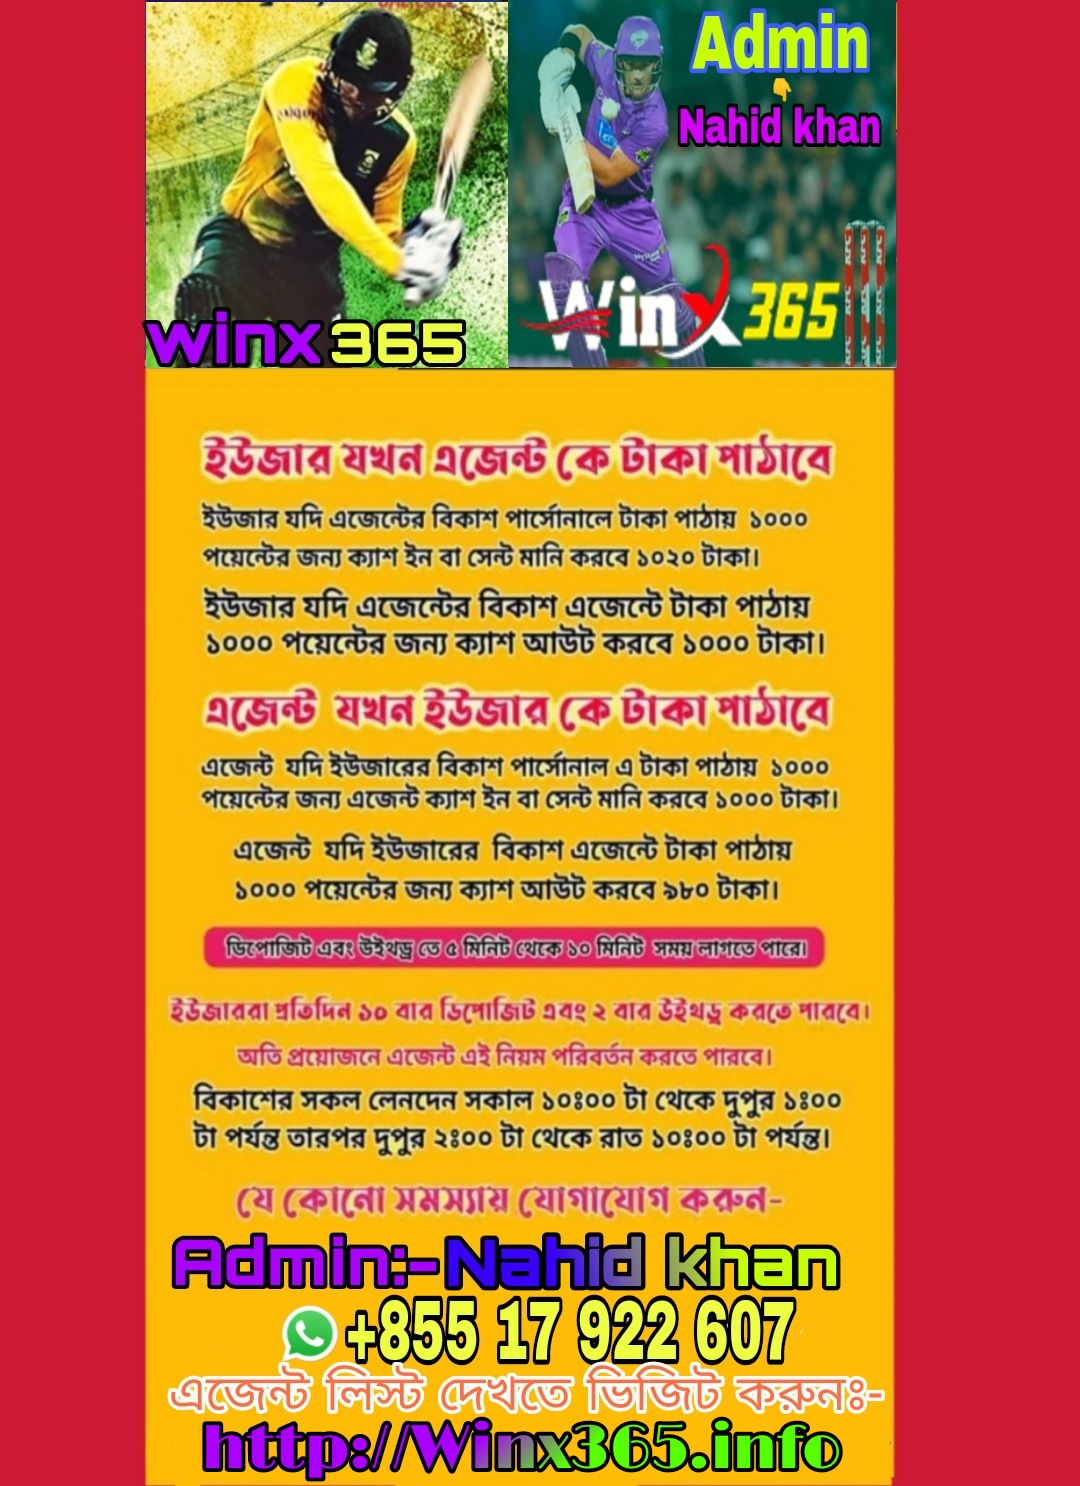 Admin
Nahid khan
winx365
Winx365
KFC KFC KFC
ইউজার যখন এজেন্ট কে টাকা পাঠাবে
ইউজার যদি এজেন্টের বিকাশ পার্সোনালে টাকা পাঠায় ১০০০
পয়েন্টের জন্য ক্যাশ ইন বা সেন্ট মানি করবে ১০২০ টাকা।
ইউজার যদি এজেন্টের বিকাশ এজেন্টে টাকা পাঠায়
১০০০ পয়েন্টের জন্য ক্যাশ আউট করবে ১০০০ টাকা।
এজেন্ট যখন ইউজার কে টাকা পাঠাবে
এজেন্ট যদি ইউজারের বিকাশ পার্সোনাল এ টাকা পাঠায় ১০০০
পয়েন্টের জন্য এজেন্ট ক্যাশ ইন বা সেন্ট মানি করবে ১০০০ টাকা।
এজেন্ট যদি ইউজারের বিকাশ এজেন্টে টাকা পাঠায়
১০০০ পয়েন্টের জন্য ক্যাশ আউট করবে ৯৮০ টাকা।
ডিপোজিট এবং উইথড্র তে ৫ মিনিট থেকে ১০ মিনিট সময় লাগতে পারে।
ইউজাররা প্রতিদিন ১০ বার ডিপোজিট এবং ২ বার উইথড্র করতে পারবে।
অতি প্রয়োজনে এজেন্ট এই নিয়ম পরিবর্তন করতে পারবে।
বিকাশের সকল লেনদেন সকাল ১০ঃ০০ টা থেকে দুপুর ১ঃ০০
টা পর্যন্ত তারপর দুপুর ২ঃ০০ টা থেকে রাত ১০ঃ০০ টা পর্যন্ত।
যে কোনো সমস্যায় যোগাযোগ করুন-
Admin:-Nahid khan
+855 17 922 607
এজেন্ট লিস্ট দেখতে ভিজিট করুনঃ-
http://Winx365.info